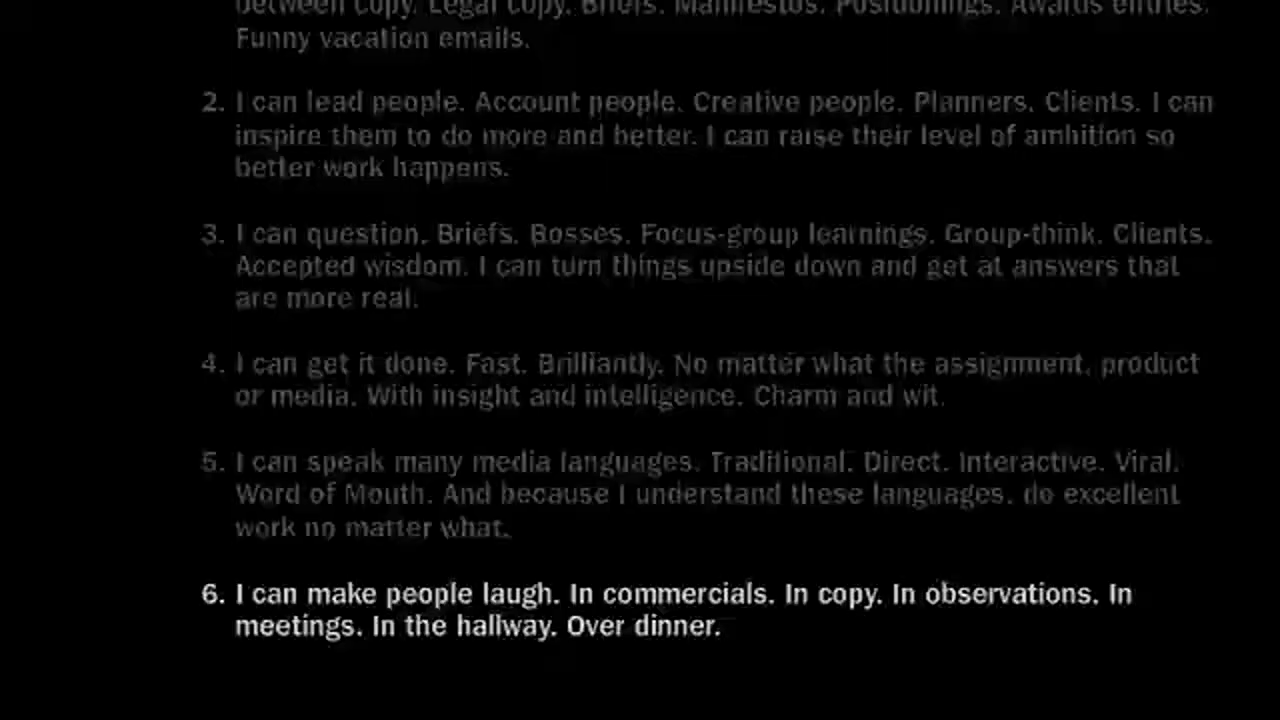 between copy. Legal copy. Briefs. Manifestos. Positionings. Awards entries.
Funny vacation emails.
2. I can lead people. Account people. Creative people. Planners. Clients. I can
inspire them to do more and better. I can raise their level of ambition so
better work happens.
3. I can question. Briefs. Bosses. Focus-group learnings. Group-think. Clients.
Accepted wisdom. I can turn things upside down and get at answers that
are more real.
4. I can get it done. Fast. Brilliantly. No matter what the assignment, product
or media. With insight and intelligence. Charm and wit.
5. I can speak many media languages. Traditional. Direct. Interactive. Viral.
Word of Mouth. And because I understand these languages, do excellent
work no matter what.
6. I can make people laugh. In commercials. In copy. In observations. In
meetings. In the hallway. Over dinner.